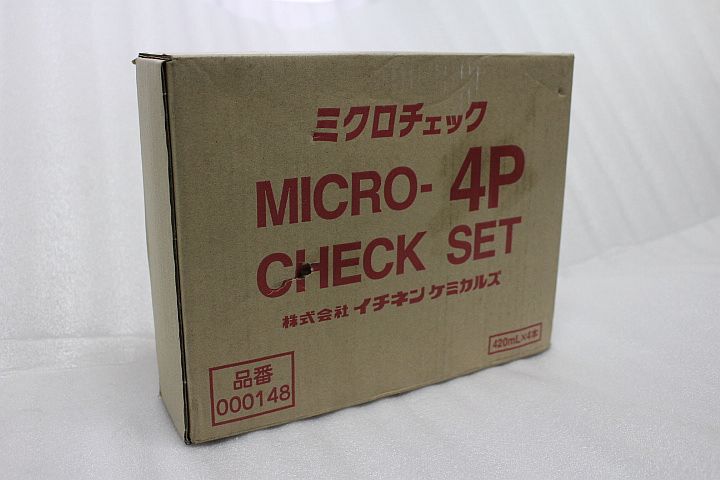 ミクロチェック
MICRO- 4P
CHECK SET
株式会社 イチネン ケミカルズ
420mL×4本
品番
000148